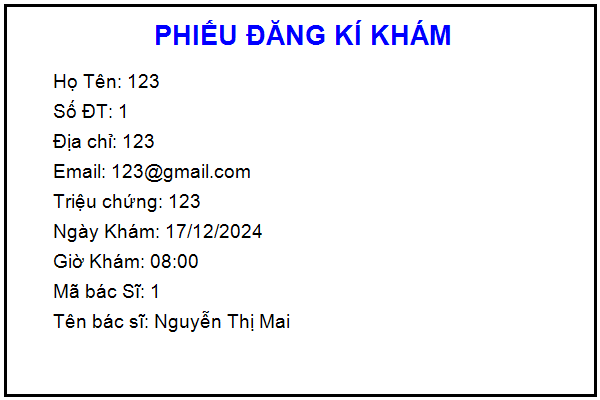 PHIẾU ĐĂNG KÍ KHÁM
Họ Tên: 123
Số ĐT: 1
Địa chỉ: 123
Email: 123@gmail.com
Triệu chứng: 123
Ngày Khám: 17/12/2024
Giờ Khám: 08:00
Mã bác Sĩ: 1
Tên bác sĩ: Nguyễn Thị Mai